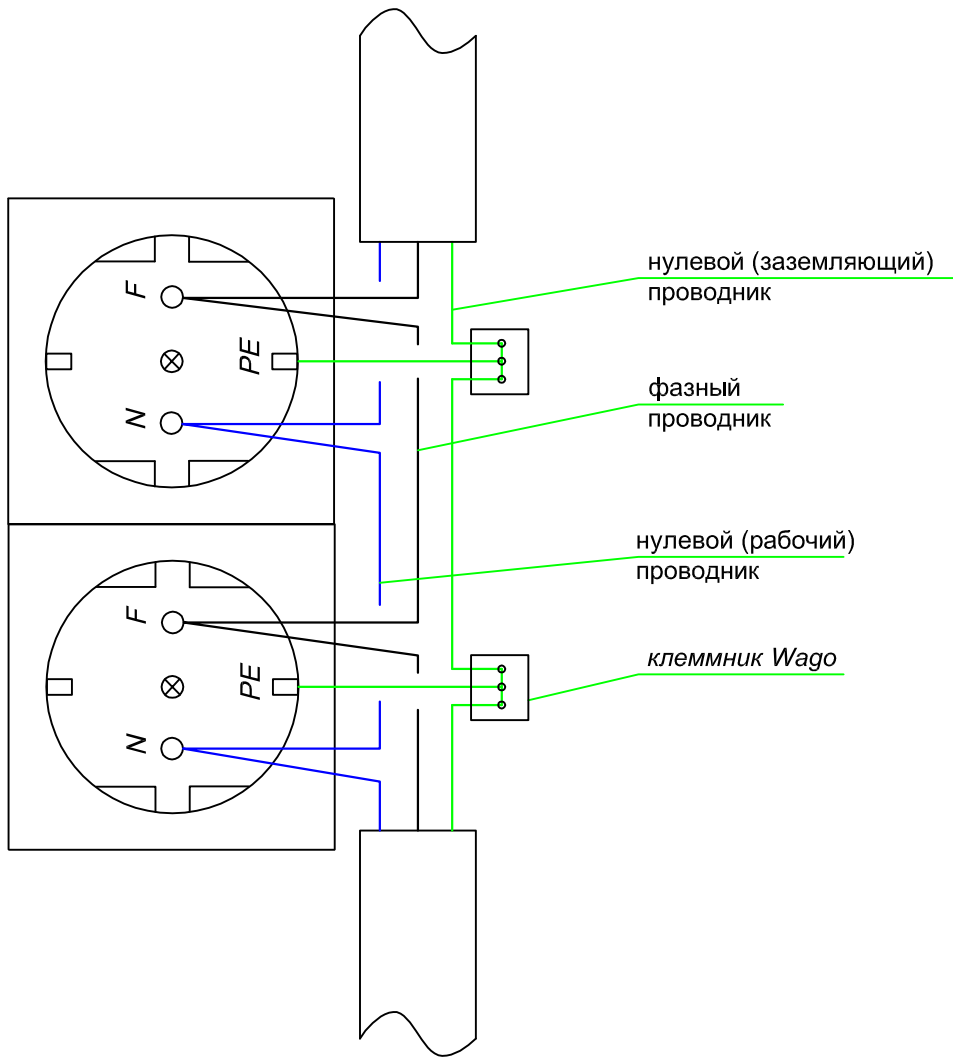 F
PE
N
нулевой (заземляющий)
проводник
фазный
проводник
нулевой (рабочий)
проводник
F
PE
N
клеммник Wago